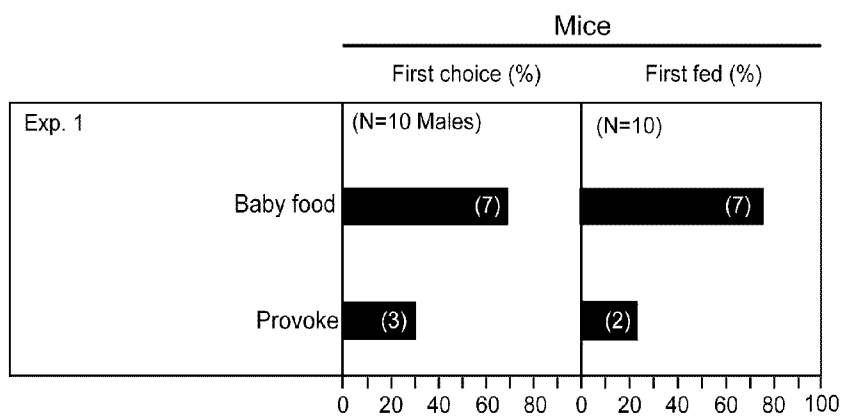 Mice
First choice (%) First fed (%)
Exp. 1 (N=10 Males) (N=10)
Baby food (7) (7)
Provoke (3) (2)
0 20 40 60 80 0 20 40 60 80 100